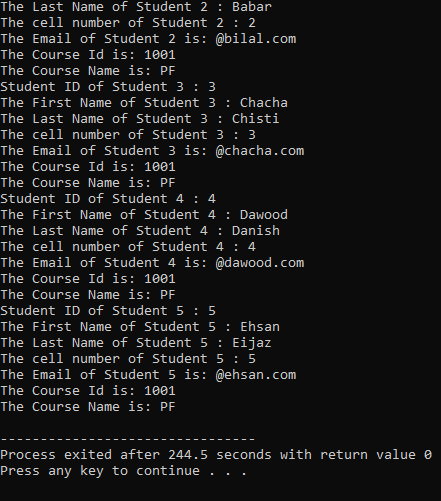 The Last Name of Student 2 : Babar
The cell number of Student 2 : 2
The Email of Student 2 is: @bilal.com
The Course Id is: 1001
The Course Name is: PF
Student ID of Student 3 : 3
The First Name of Student 3 : Chacha
The Last Name of Student 3 : Chisti
The cell number of Student 3 : 3
The Email of Student 3 is: @chacha.com
The Course Id is: 1001
The Course Name is: PF
Student ID of Student 4 : 4
The First Name of Student 4 : Dawood
The Last Name of Student 4 : Danish
The cell number of Student 4 : 4
The Email of Student 4 is: @dawood.com
The Course Id is: 1001
The Course Name is: PF
Student ID of Student 5 : 5
The First Name of Student 5 : Ehsan
The Last Name of Student 5 : Eijaz
The cell number of Student 5 : 5
The Email of Student 5 is: @ehsan.com
The Course Id is: 1001
The Course Name is: PF
--------------------------------
Process exited after 244.5 seconds with return value 0
Press any key to continue . . .